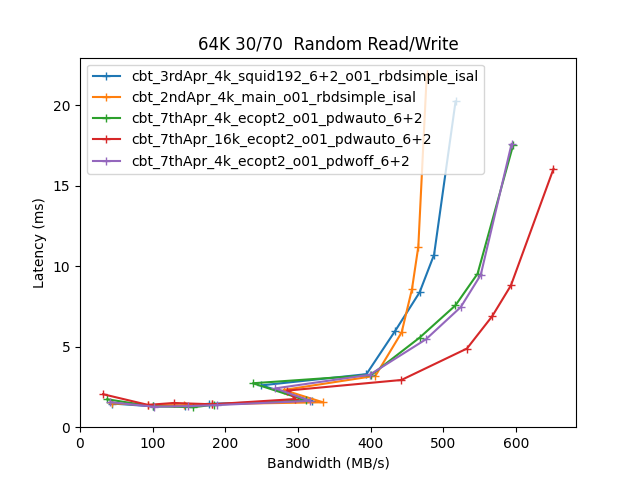 64K 30/70  Random Read/Write
cbt_3rdApr_4k_squid192_6+2_o01_rbdsimple_isal
cbt_2ndApr_4k_main_o01_rbdsimple_isal
cbt_7thApr_4k_ecopt2_o01_pdwauto_6+2
cbt_7thApr_16k_ecopt2_o01_pdwauto_6+2
cbt_7thApr_4k_ecopt2_o01_pdwoff_6+2
20
15
10
5
0
Latency (ms)
0 100 200 300 400 500 600
Bandwidth (MB/s)